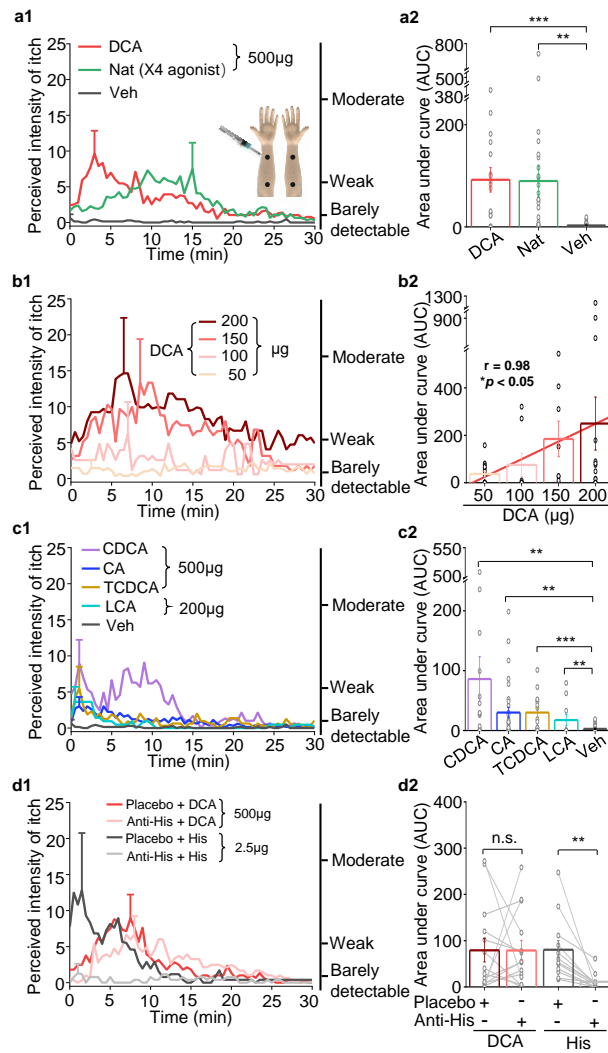 a1
Perceived intensity of itch
25
20
15
10
5
0
DCA
Nat (X4 agonist)
500μg
Veh
Moderate
Weak
Barely
detectable
0 5 10 15 20 25 30
Time (min)
a2
Area under curve (AUC)
800
500
380
200
100
0
***
**
DCA Nat Veh
b1
Perceived intensity of itch
25
20
15
10
5
0
DCA
200
150
100
50
μg
Moderate
Weak
Barely
detectable
0 5 10 15 20 25 30
Time (min)
b2
Area under curve (AUC)
1300
1200
900
400
200
0
r = 0.98
*p < 0.05
50 100 150 200
DCA (μg)
c1
Perceived intensity of itch
25
20
15
10
5
0
CDCA
CA
TCDCA
500μg
LCA
200μg
Veh
Moderate
Weak
Barely
detectable
0 5 10 15 20 25 30
Time (min)
c2
Area under curve (AUC)
550
500
200
100
0
**
**
***
**
CDCA CA TCDCA LCA Veh
d1
Perceived intensity of itch
25
20
15
10
5
0
Placebo + DCA
Anti-His + DCA
500μg
Placebo + His
Anti-His + His
2.5μg
Moderate
Weak
Barely
detectable
0 5 10 15 20 25 30
Time (min)
d2
Area under curve (AUC)
400
300
200
100
0
n.s.
**
Placebo + - + -
Anti-His - + - +
DCA His